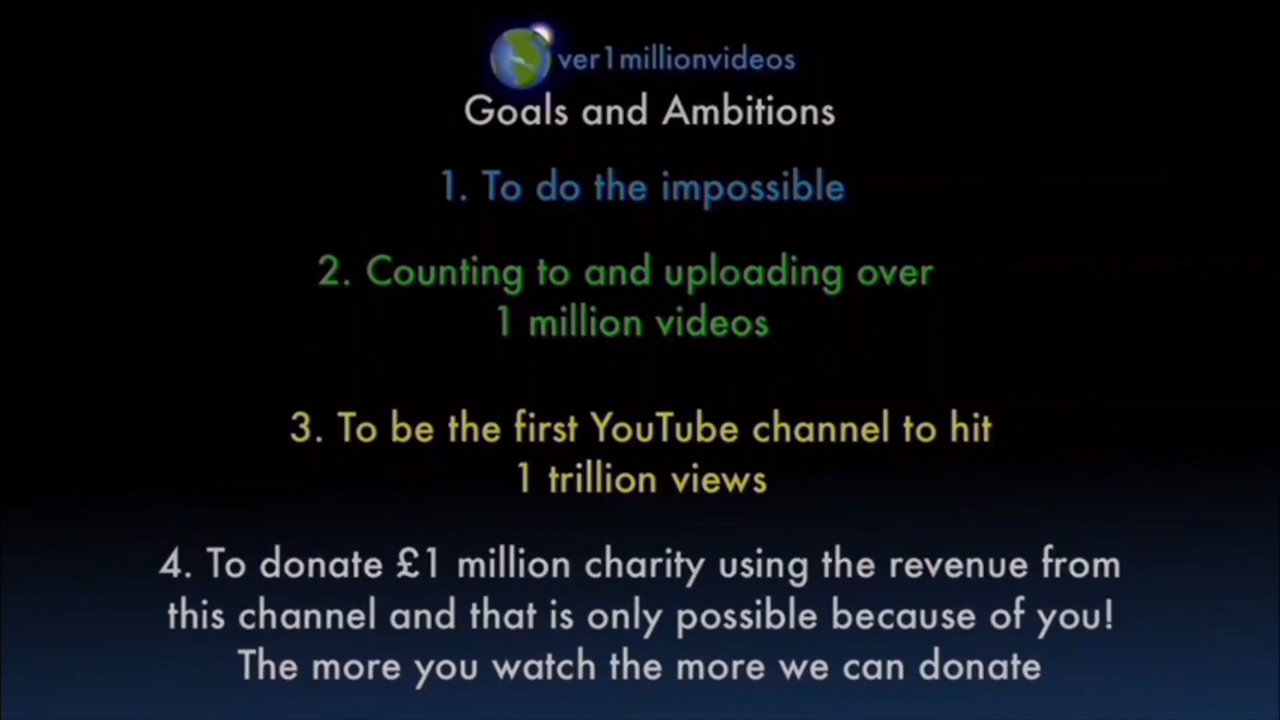 ver1millionvideos
Goals and Ambitions
1. To do the impossible
2. Counting to and uploading over
1 million videos
3. To be the first YouTube channel to hit
1 trillion views
4. To donate £1 million charity using the revenue from
this channel and that is only possible because of you!
The more you watch the more we can donate